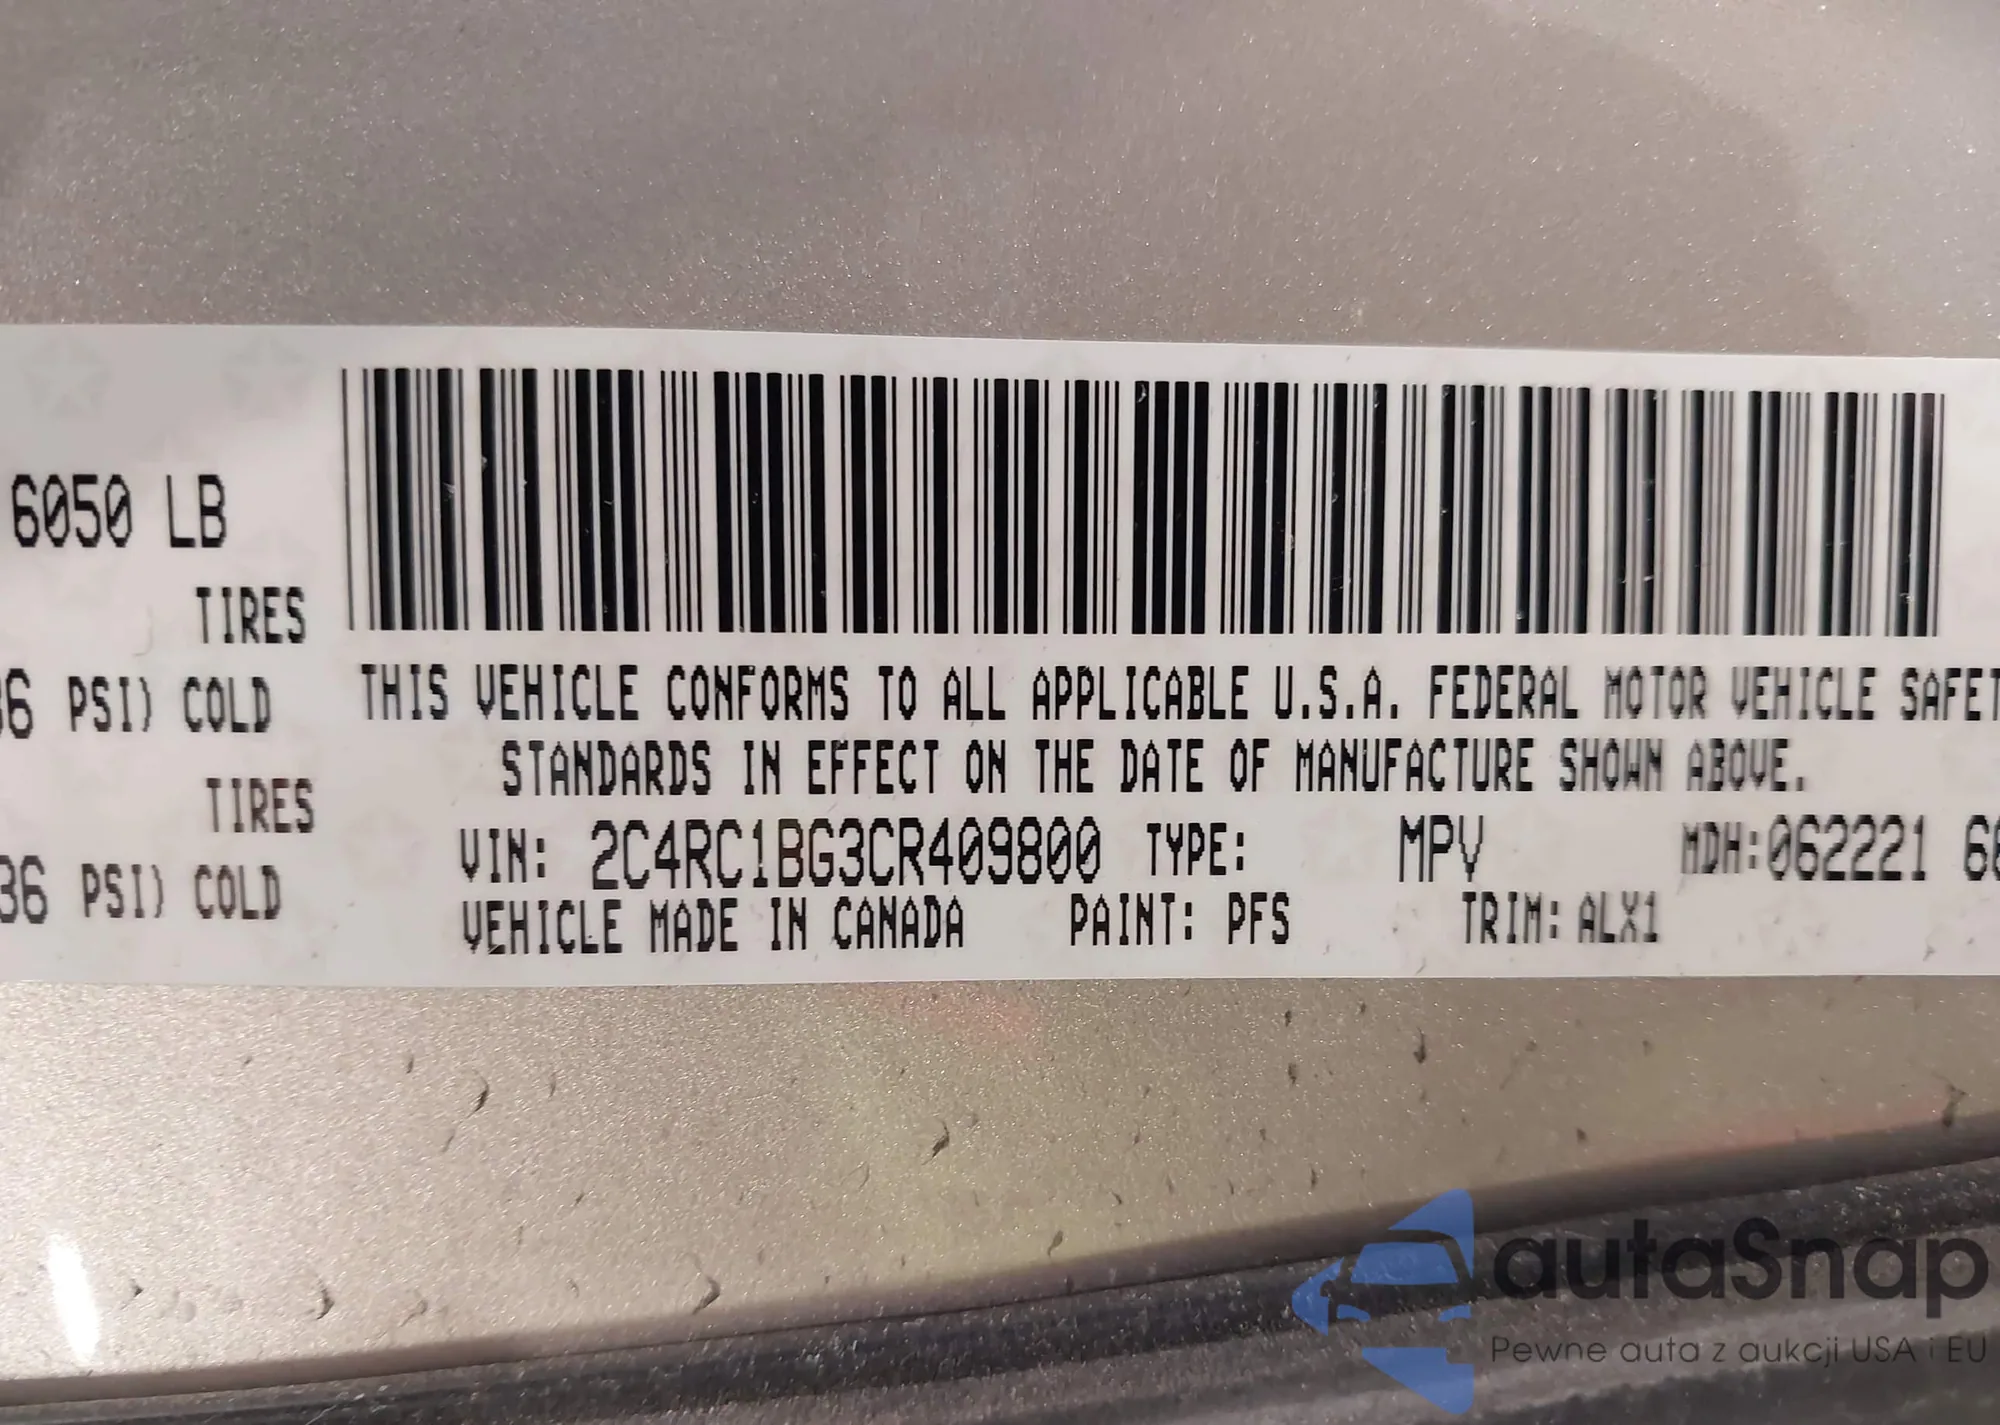 6050 LB
TIRES
36 PSI) COLD
TIRES
36 PSI) COLD
THIS VEHICLE CONFORMS TO ALL APPLICABLE U.S.A. FEDERAL MOTOR VEHICLE SAFET
STANDARDS IN EFFECT ON THE DATE OF MANUFACTURE SHOWN ABOVE.
VIN: 2C4RC1BG3CR409800 TYPE: MPV MDH:062221 68
VEHICLE MADE IN CANADA PAINT: PFS TRIM: ALX1
autaSnap
Pewne auta z aukcji USA i EU